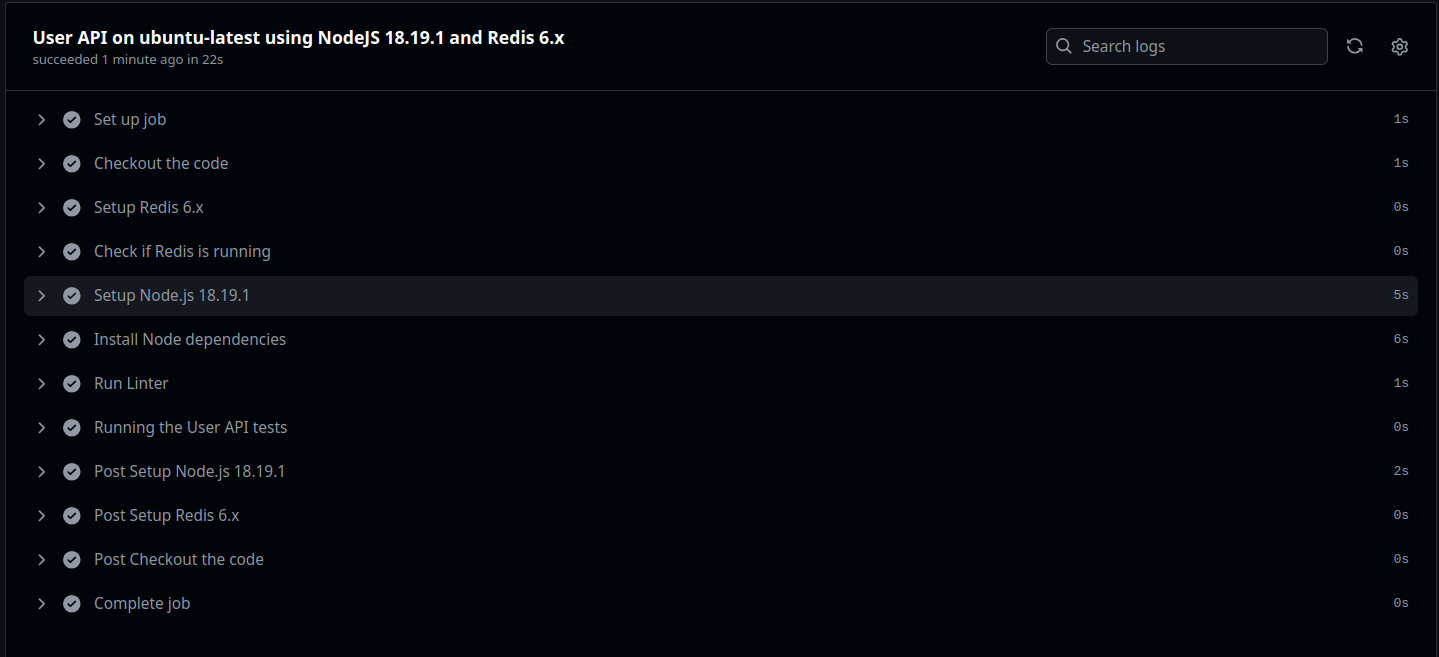 User API on ubuntu-latest using NodeJS 18.19.1 and Redis 6.x
succeeded 1 minute ago in 22s
Search logs
Set up job 1s
Checkout the code 1s
Setup Redis 6.x 0s
Check if Redis is running 0s
Setup Node.js 18.19.1 5s
Install Node dependencies 6s
Run Linter 1s
Running the User API tests 0s
Post Setup Node.js 18.19.1 2s
Post Setup Redis 6.x 0s
Post Checkout the code 0s
Complete job 0s